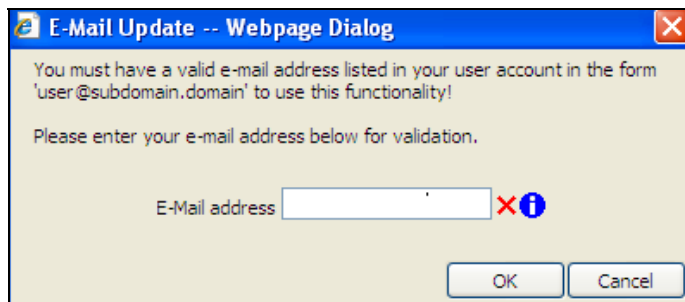 E-Mail Update -- Webpage Dialog
You must have a valid e-mail address listed in your user account in the form
'user@subdomain.domain' to use this functionality!
Please enter your e-mail address below for validation.
E-Mail address
OK Cancel